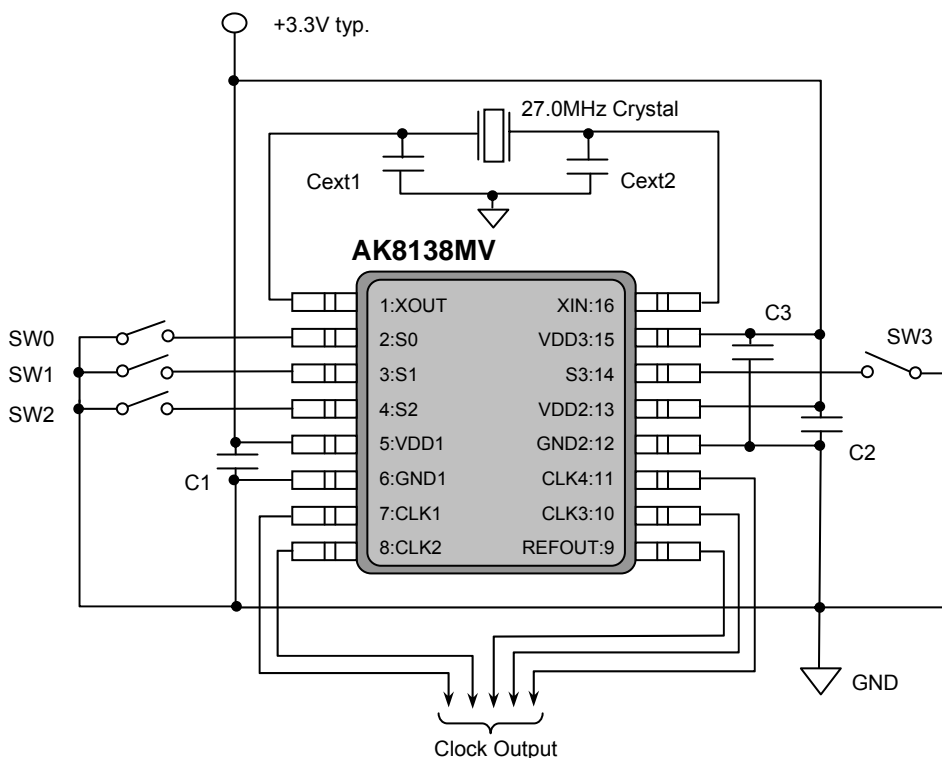 +3.3V typ.
27.0MHz Crystal
Cext1
Cext2
AK8138MV
1:XOUT
XIN:16
C3
SW0
2:S0
VDD3:15
SW3
SW1
3:S1
S3:14
SW2
4:S2
VDD2:13
5:VDD1
GND2:12
C2
C1
6:GND1
CLK4:11
7:CLK1
CLK3:10
8:CLK2
REFOUT:9
GND
Clock Output